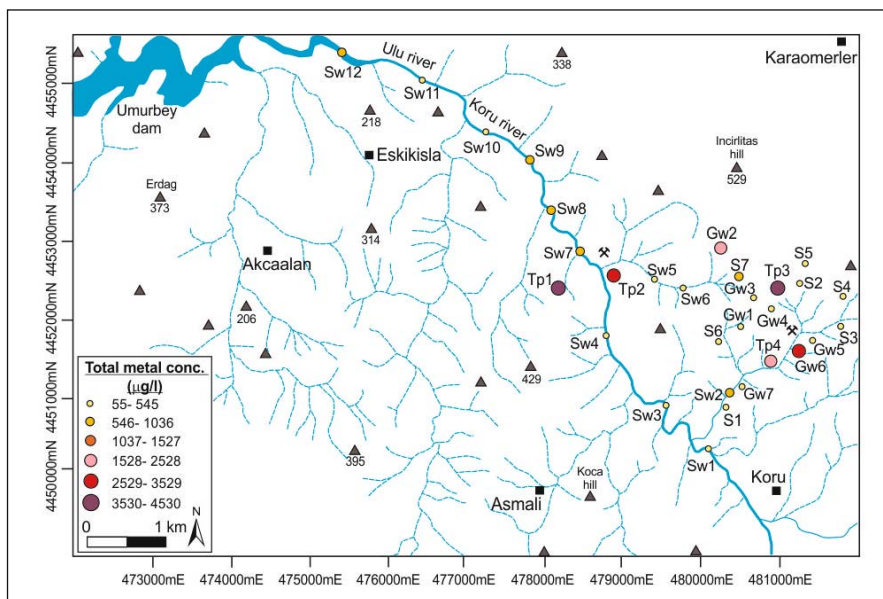 Karaomerler
Ulu river
338
Sw12
Sw11
4455000mN
Umurbey
dam
218
Koru river
Sw10
Eskikisla
Sw9
Incirlitas
hill
529
4454000mN
Erdag
373
Sw8
314
Akcaalan
Sw7
Gw2
S5
4453000mN
Tp1
Tp2
Sw5
Sw6
S7
Gw3
Tp3
S2
S4
206
Gw1
Gw4
4452000mN
Sw4
S6
S3
Tp4
Gw5
Gw6
Total metal conc.
(µg/l)
55- 545
546- 1036
1037- 1527
1528- 2528
2529- 3529
3530- 4530
N
0 1 km
429
Sw3
Sw2
Gw7
S1
4451000mN
395
Sw1
4450000mN
Koca
hill
Asmali
Koru
473000mE 474000mE 475000mE 476000mE 477000mE 478000mE 479000mE 480000mE 481000mE